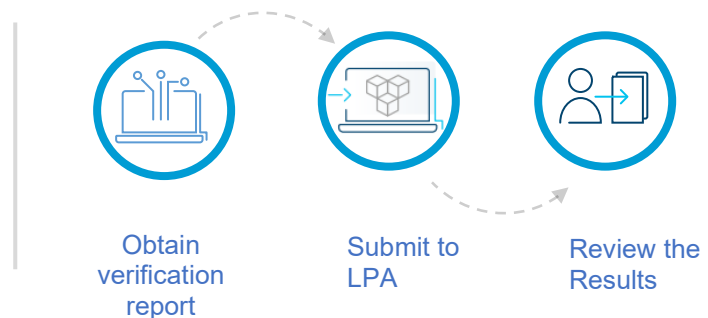 Obtain
verification
report
Submit to
LPA
Review the
Results